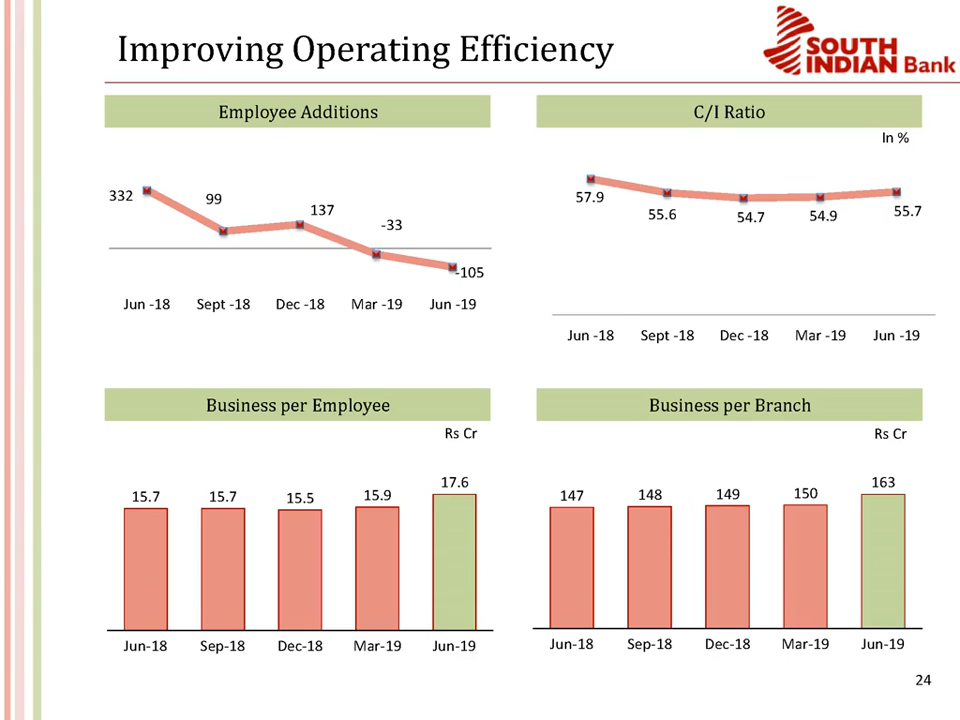 Improving Operating Efficiency
SOUTH
INDIAN Bank
Employee Additions
332
99
137
-33
-105
Jun -18 Sept -18 Dec -18 Mar -19 Jun -19
C/I Ratio
In %
57.9
55.6
54.7
54.9
55.7
Jun -18 Sept -18 Dec -18 Mar -19 Jun -19
Business per Employee
Rs Cr
15.7 15.7 15.5 15.9 17.6
Jun-18 Sep-18 Dec-18 Mar-19 Jun-19
Business per Branch
Rs Cr
147 148 149 150 163
Jun-18 Sep-18 Dec-18 Mar-19 Jun-19
24